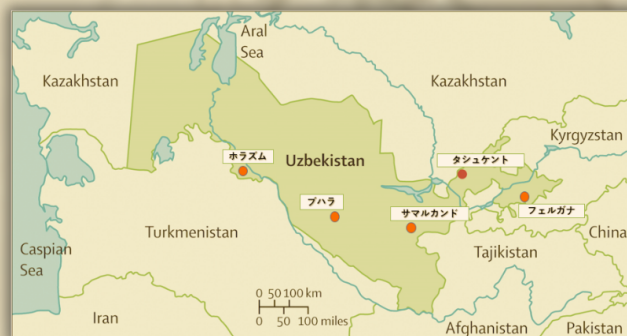 Aral
Sea
Kazakhstan
Kazakhstan
Kyrgyzstan
ホラズム
Uzbekistan
タシュケント
ブハラ
サマルカンド
フェルガナ
Turkmenistan
China
Caspian
Sea
Tajikistan
0 50 100 km
0 50 100 miles
Iran
Afghanistan
Pakistan